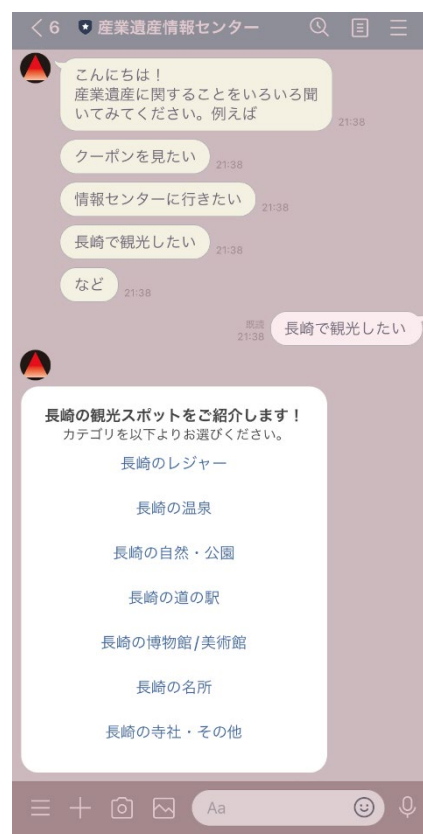 6 産業遺産情報センター
こんにちは！
産業遺産に関することをいろいろ聞
いてみてください。例えば
21:38
クーポンを見たい
21:38
情報センターに行きたい
21:38
長崎で観光したい
21:38
など
21:38
既読
21:38
長崎で観光したい
長崎の観光スポットをご紹介します！
カテゴリを以下よりお選びください。
長崎のレジャー
長崎の温泉
長崎の自然・公園
長崎の道の駅
長崎の博物館/美術館
長崎の名所
長崎の寺社・その他
Aa